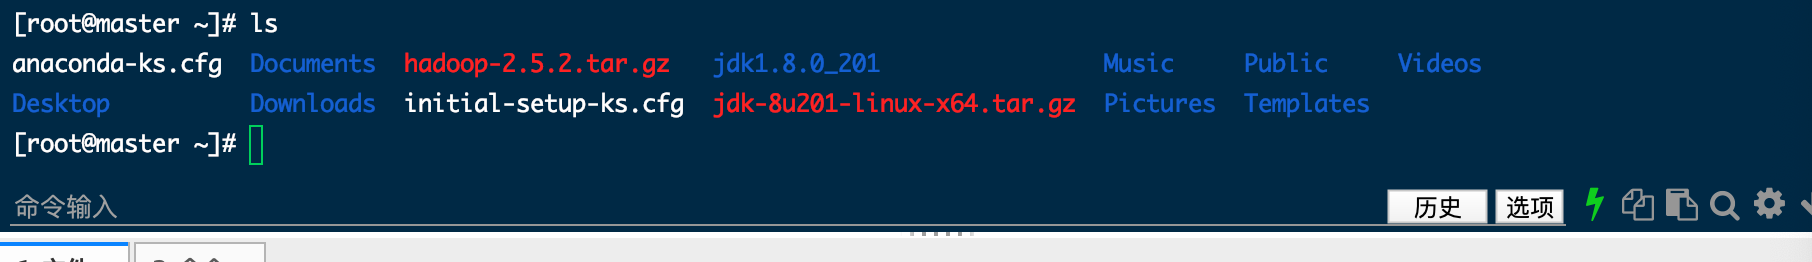 [root@master ~]# ls
anaconda-ks.cfg  Documents  hadoop-2.5.2.tar.gz   jdk1.8.0_201                Music     Public     Videos
Desktop          Downloads  initial-setup-ks.cfg  jdk-8u201-linux-x64.tar.gz  Pictures  Templates
[root@master ~]#
命令输入 历史 选项